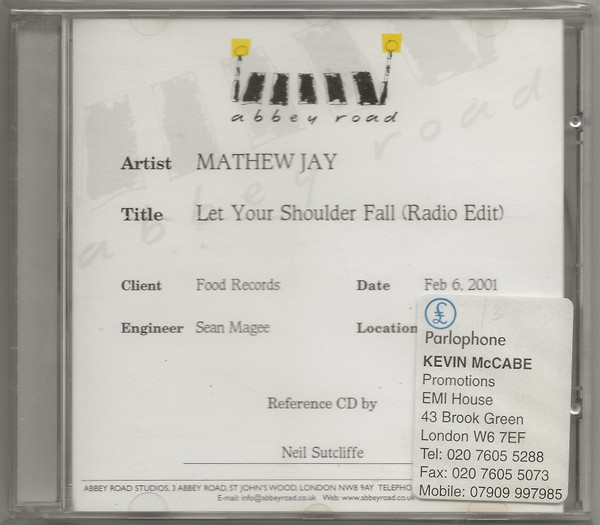 abbey road
Artist MATHEW JAY
Title Let Your Shoulder Fall (Radio Edit)
Client Food Records Date Feb 6, 2001
Engineer Sean Magee Location
Reference CD by
Neil Sutcliffe
ABBEY ROAD STUDIOS, 3 ABBEY ROAD, ST JOHN'S WOOD, LONDON NW8 9AY TELEPHO
E-mail: info@abbeyroad.co.uk Web: www.abbeyroad.co.uk
£
Parlophone
KEVIN McCABE
Promotions
EMI House
43 Brook Green
London W6 7EF
Tel: 020 7605 5288
Fax: 020 7605 5073
Mobile: 07909 997985
abbey road